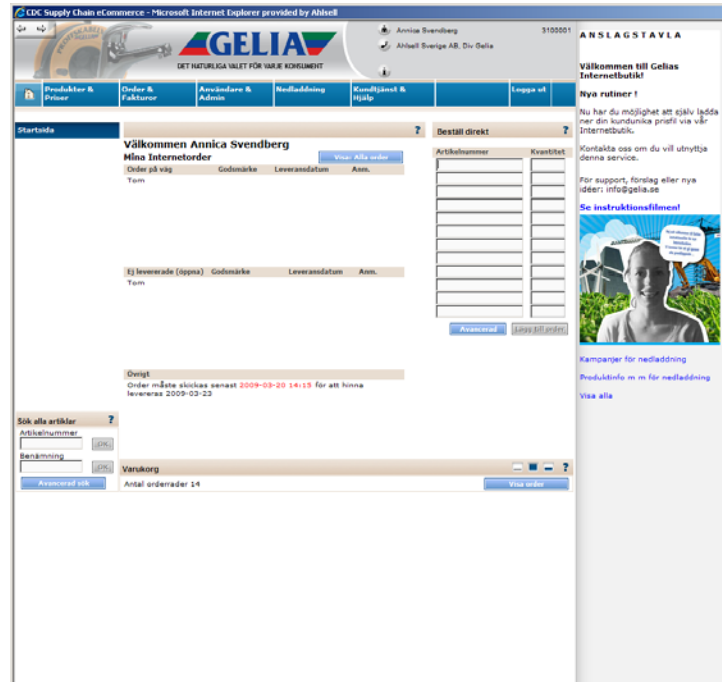 CDC Supply Chain eCommerce - Microsoft Internet Explorer provided by Ahlsell
GELIA
DET NATURLIGA VALET FÖR VARJE KONSUMENT
Annica Svendberg 3100001
Ahlsell Sverige AB, Div Gelia
Produkter & Priser
Order & Fakturor
Användare & Admin
Nedladdning
Kundtjänst & Hjälp
Logga ut
Startsida
?
Välkommen Annica Svendberg
Mina Internetorder
Visa: Alla order
Order på väg Godsmärke Leveransdatum Anm.
Tom
Ej levererade (öppna) Godsmärke Leveransdatum Anm.
Tom
Övrigt
Order måste skickas senast 2009-03-20 14:15 för att hinna
levereras 2009-03-23
Beställ direkt ?
Artikelnummer Kvantitet
Avancerad Lägg till order
Sök alla artiklar ?
Artikelnummer
OK
Benämning
OK
Avancerad sök
Varukorg ?
Antal orderrader 14
Visa order
ANSLAGSTAVLA
Välkommen till Gelias
Internetbutik!
Nya rutiner !
Nu har du möjlighet att själv ladda
ner din kundunika prisfil via vår
Internetbutik.
Kontakta oss om du vill utnyttja
denna service.
För support, förslag eller nya
idéer: info@gelia.se
Se instruktionsfilmen!
Kampanjer för nedladdning
Produktinfo m m för nedladdning
Visa alla